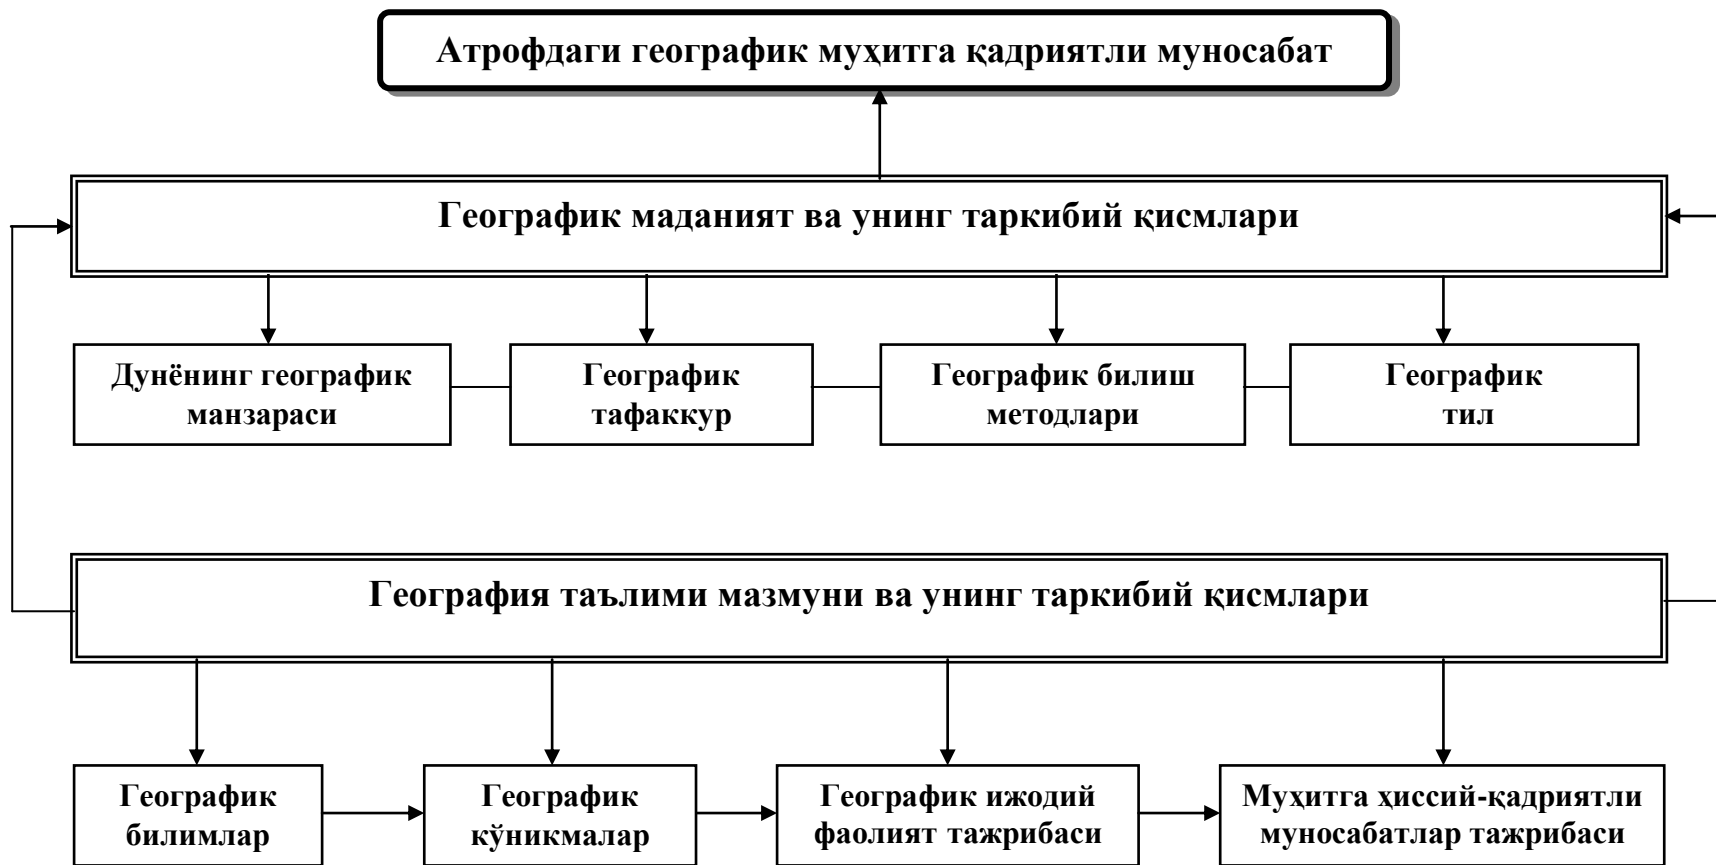 Атрофдаги географик муҳитга қадриятли муносабат
Географик маданият ва унинг таркибий қисмлари
Дунёнинг географик
манзараси
Географик
тафаккур
Географик билиш
методлари
Географик
тил
География таълими мазмуни ва унинг таркибий қисмлари
Географик
билимлар
Географик
кўникмалар
Географик ижодий
фаолият тажрибаси
Муҳитга ҳиссий-қадриятли
муносабатлар тажрибаси